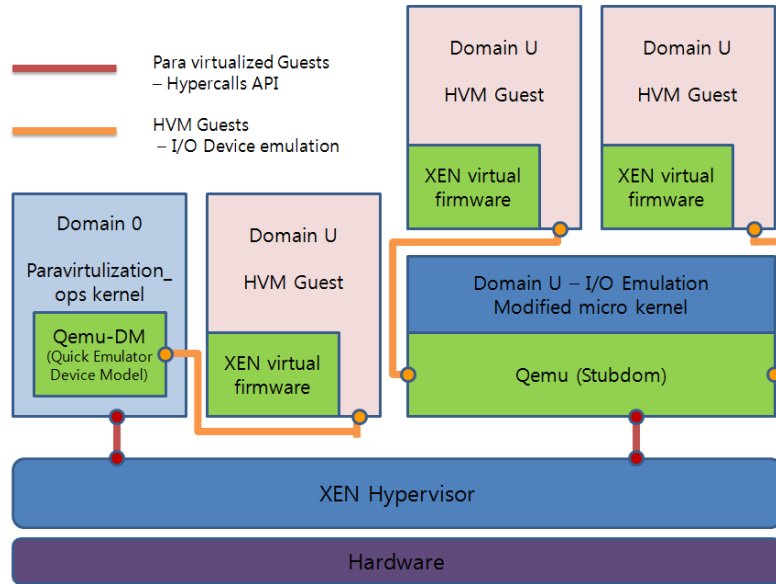 Para virtualized Guests
– Hypercalls API
HVM Guests
– I/O Device emulation
Domain U
HVM Guest
XEN virtual
firmware
Domain U
HVM Guest
XEN virtual
firmware
Domain 0
Paravirtulization_
ops kernel
Qemu-DM
(Quick Emulator
Device Model)
Domain U
HVM Guest
XEN virtual
firmware
Domain U – I/O Emulation
Modified micro kernel
Qemu (Stubdom)
XEN Hypervisor
Hardware